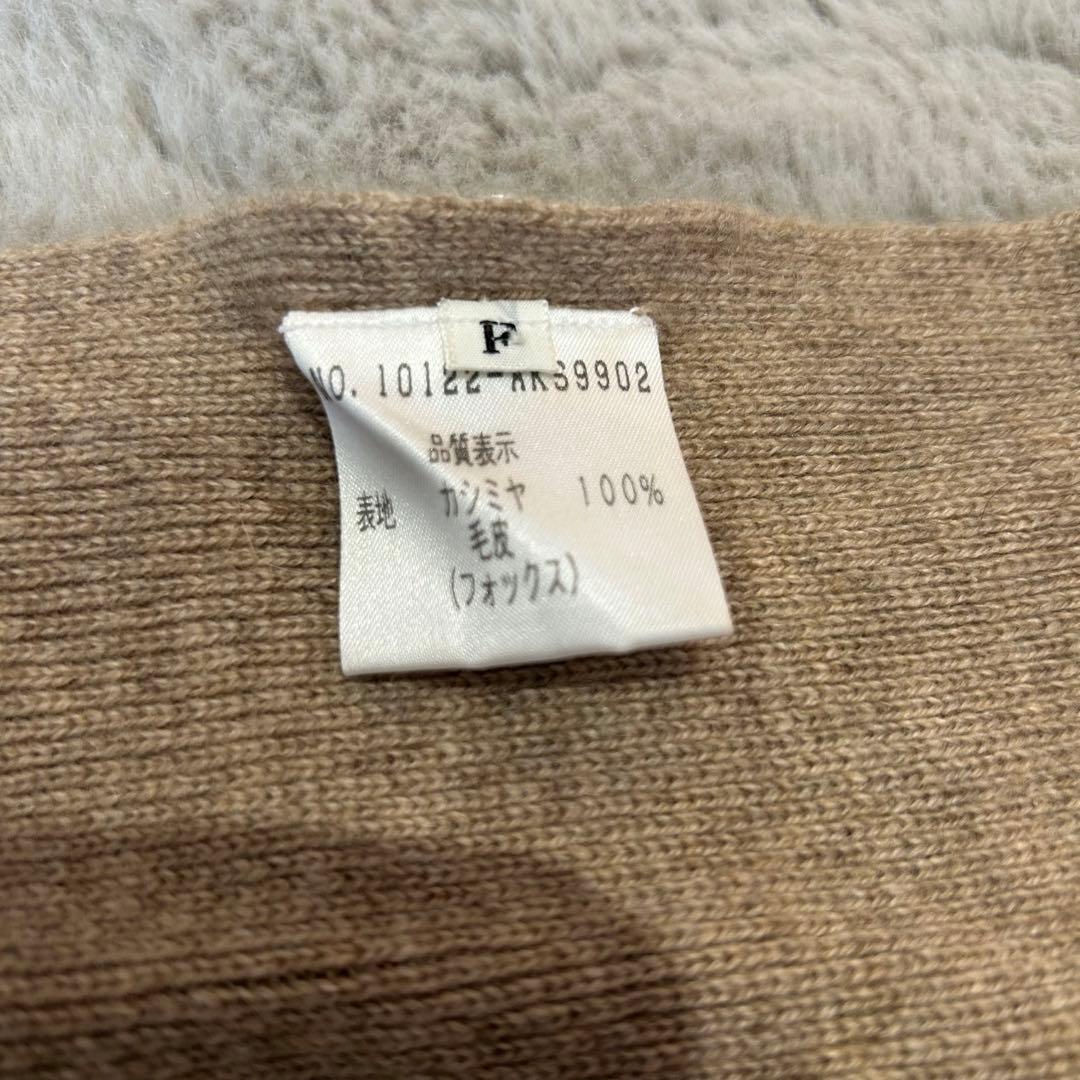 F
NO. 10122-AKS9902
品質表示
表地 カシミヤ 100%
毛皮
(フォックス)